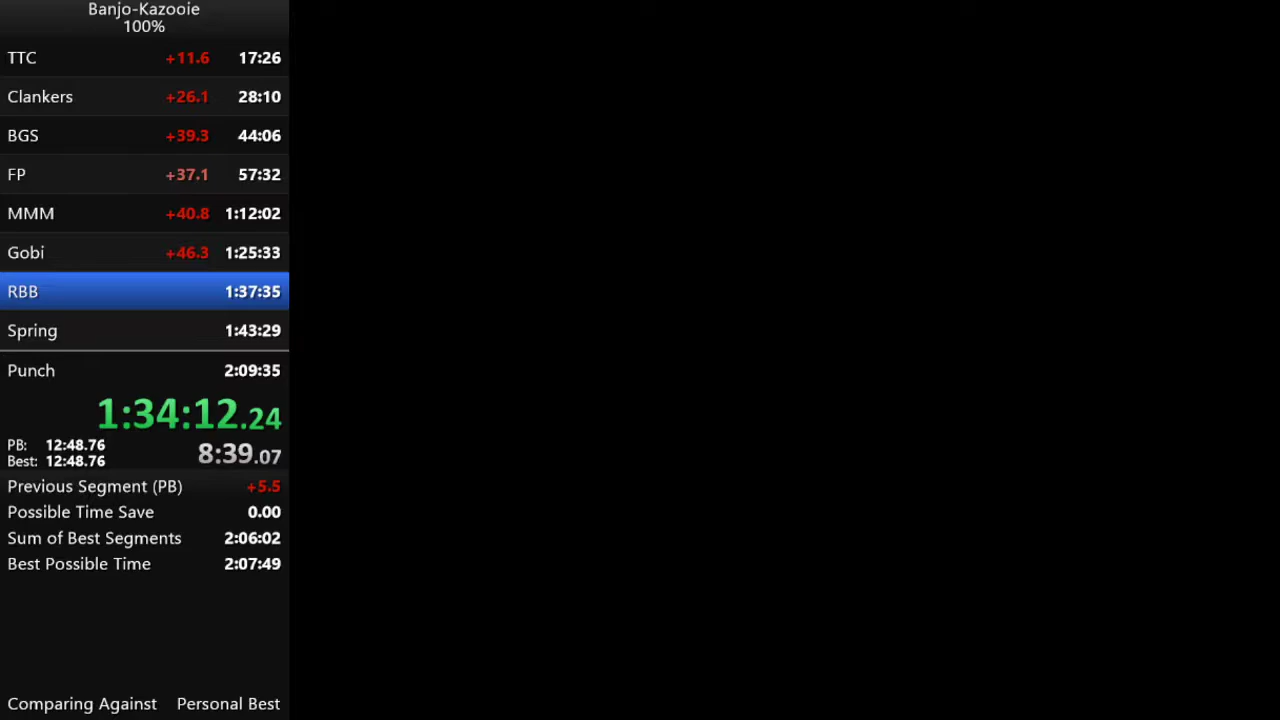 Banjo-Kazooie
100%
TTC +11.6 17:26
Clankers +26.1 28:10
BGS +39.3 44:06
FP +37.1 57:32
MMM +40.8 1:12:02
Gobi +46.3 1:25:33
RBB 1:37:35
Spring 1:43:29
Punch 2:09:35
1:34:12.24
PB: 12:48.76
Best: 12:48.76
8:39.07
Previous Segment (PB) +5.5
Possible Time Save 0.00
Sum of Best Segments 2:06:02
Best Possible Time 2:07:49
Comparing Against Personal Best